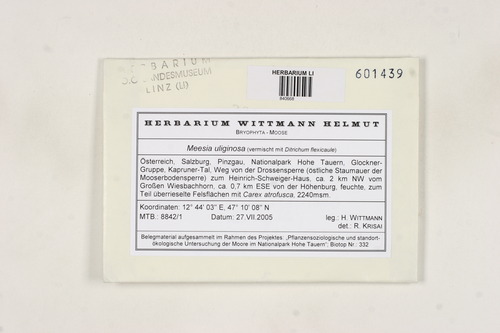 HERBARIUM
O.Ö. LANDESMUSEUM
LINZ (LI)
HERBARIUM LI
840666
601439
HERBARIUM WITTMANN HELMUT
BRYOPHYTA - MOOSE
Meesia uliginosa (vermischt mit Ditrichum flexicaule)
Österreich, Salzburg, Pinzgau, Nationalpark Hohe Tauern, Glockner-
Gruppe, Kapruner-Tal, Weg von der Drossensperre (östliche Staumauer der
Mooserbodensperre) zum Heinrich-Schwaiger-Haus, ca. 2 km NW vom
Großen Wiesbachhorn, ca. 0,7 km ESE von der Höhenburg, feuchte, zum
Teil überrieselte Felsflächen mit Carex atrofusca, 2240msm.
Koordinaten: 12° 44' 03" E, 47° 10' 08" N
MTB.: 8842/1 Datum: 27.VII.2005 leg.: H. WITTMANN
det.: R. KRISAI
Belegmaterial aufgesammelt im Rahmen des Projektes: „Pflanzensoziologische und standort-
ökologische Untersuchung der Moore im Nationalpark Hohe Tauern", Biotop Nr.: 332